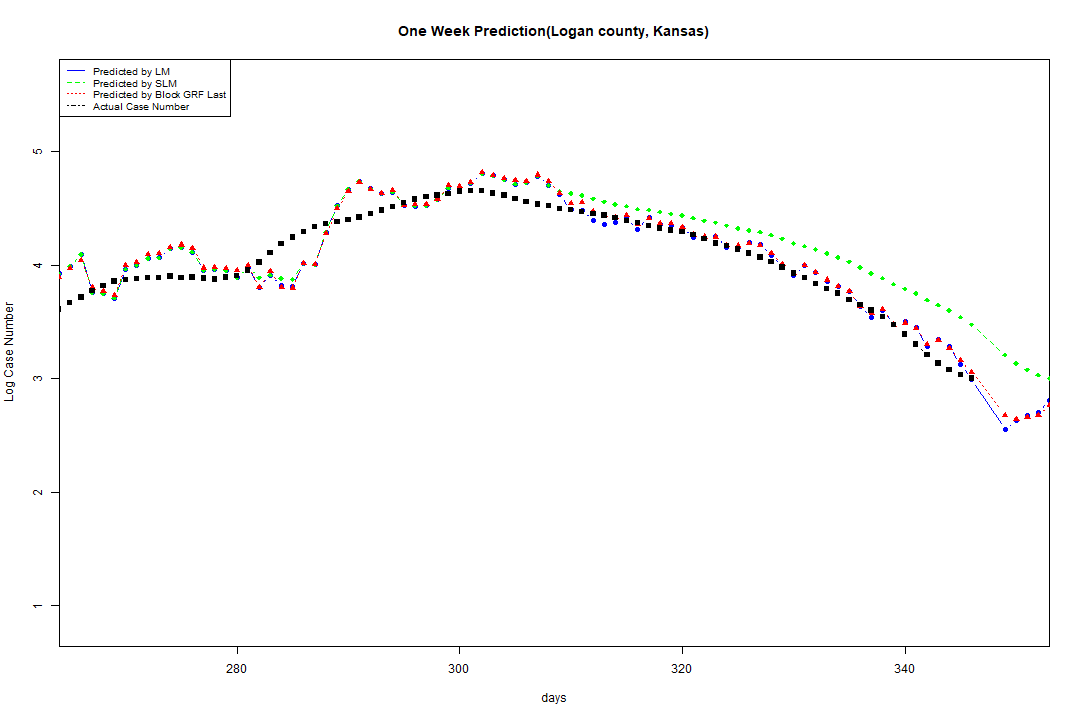 One Week Prediction(Logan county, Kansas)
Predicted by LM
Predicted by SLM
Predicted by Block GRF Last
Actual Case Number
5
4
3
2
1
Log Case Number
280 300 320 340
days